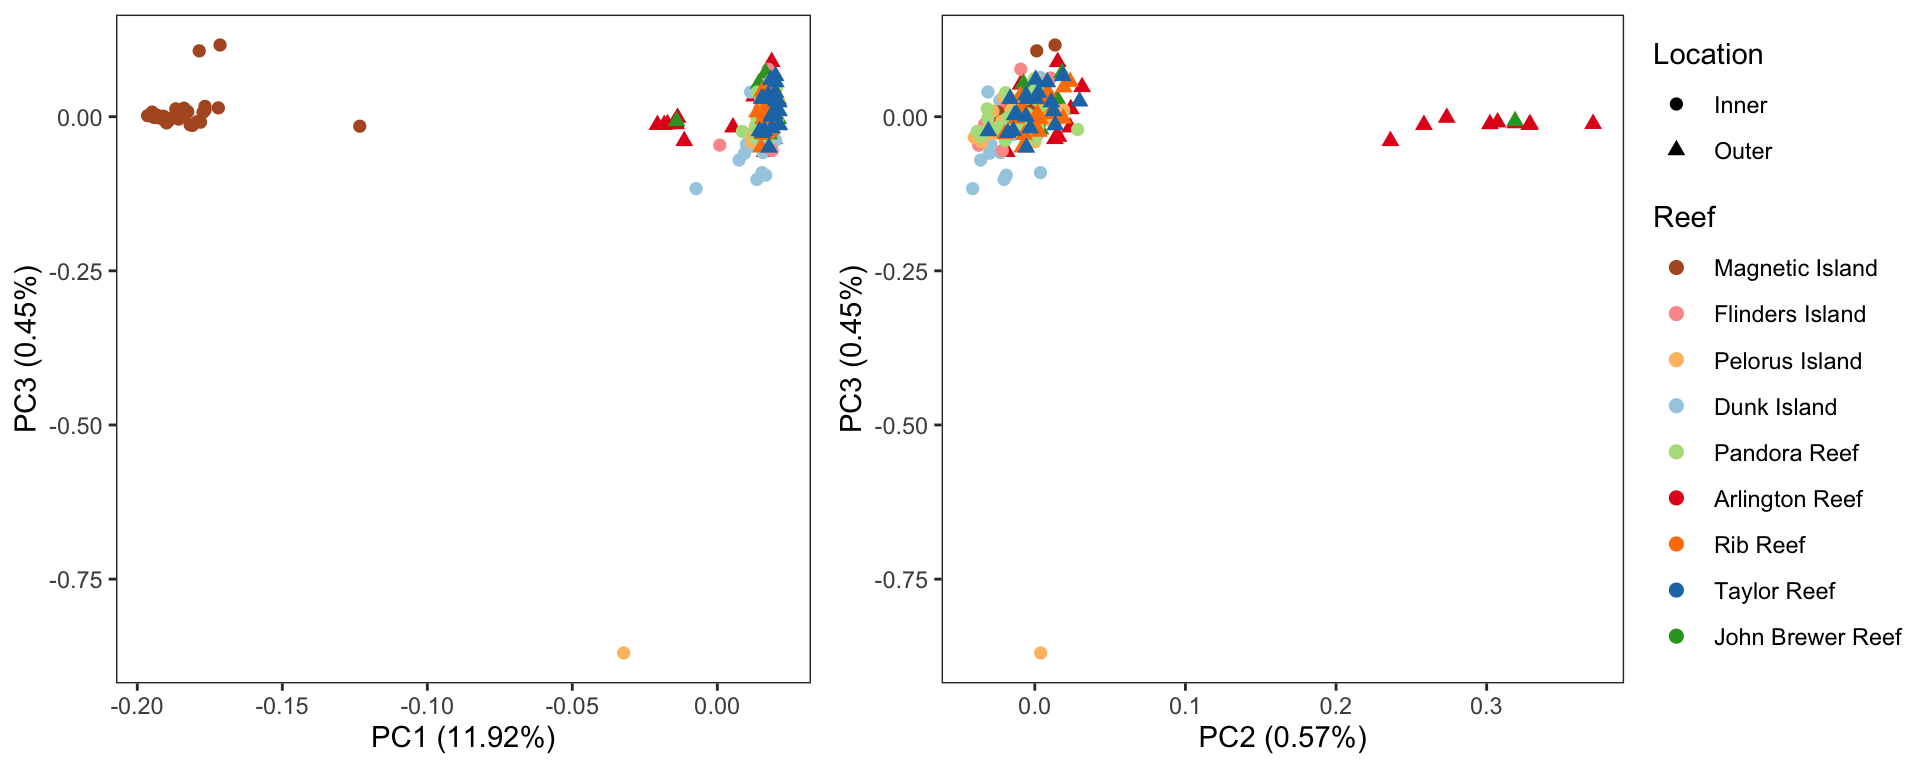 0.00
-0.25
-0.50
-0.75
PC3 (0.45%)
-0.20
-0.15
-0.10
-0.05
0.00
PC1 (11.92%)
0.00
-0.25
-0.50
-0.75
PC3 (0.45%)
0.0
0.1
0.2
0.3
PC2 (0.57%)
Location
Inner
Outer
Reef
Magnetic Island
Flinders Island
Pelorus Island
Dunk Island
Pandora Reef
Arlington Reef
Rib Reef
Taylor Reef
John Brewer Reef